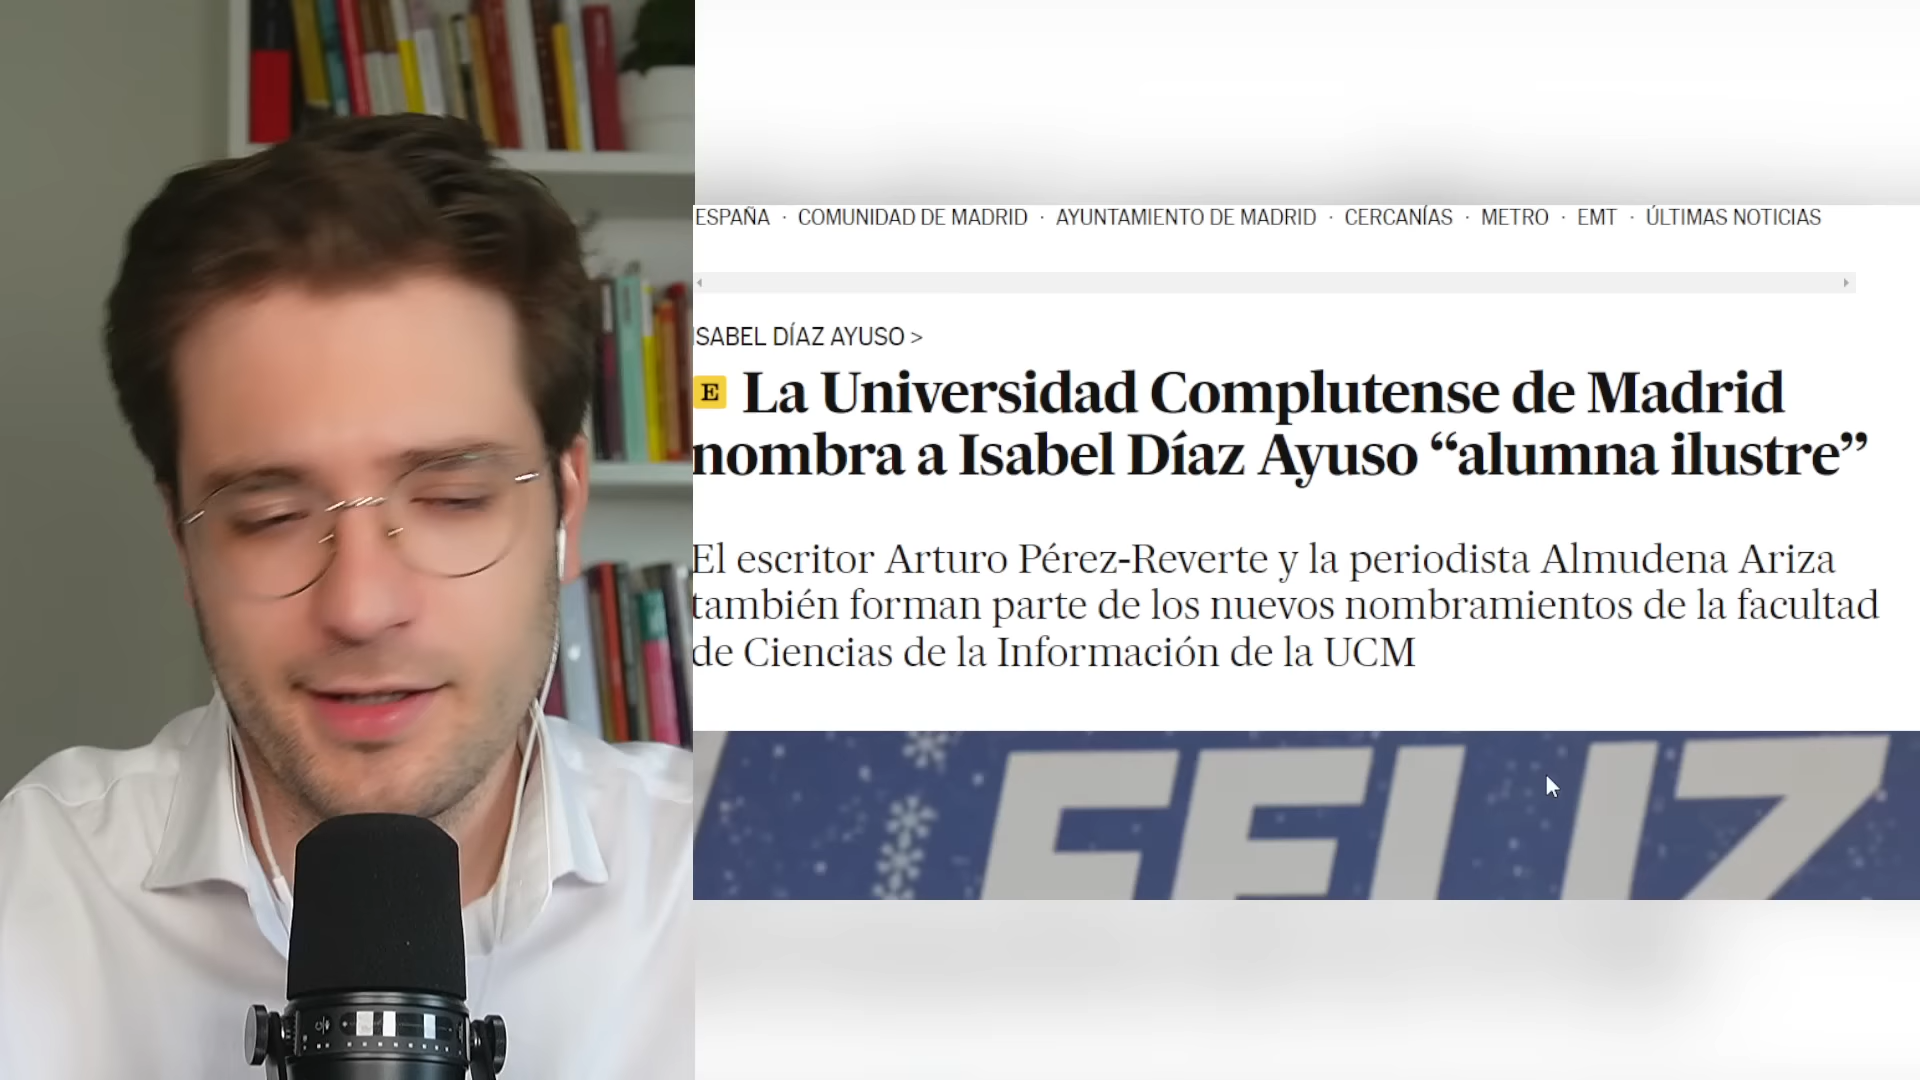 ESPAÑA · COMUNIDAD DE MADRID · AYUNTAMIENTO DE MADRID · CERCANÍAS · METRO · EMT · ÚLTIMAS NOTICIAS
ISABEL DÍAZ AYUSO >
E La Universidad Complutense de Madrid
nombra a Isabel Díaz Ayuso “alumna ilustre”
El escritor Arturo Pérez-Reverte y la periodista Almudena Ariza
también forman parte de los nuevos nombramientos de la facultad
de Ciencias de la Información de la UCM
FELIZ